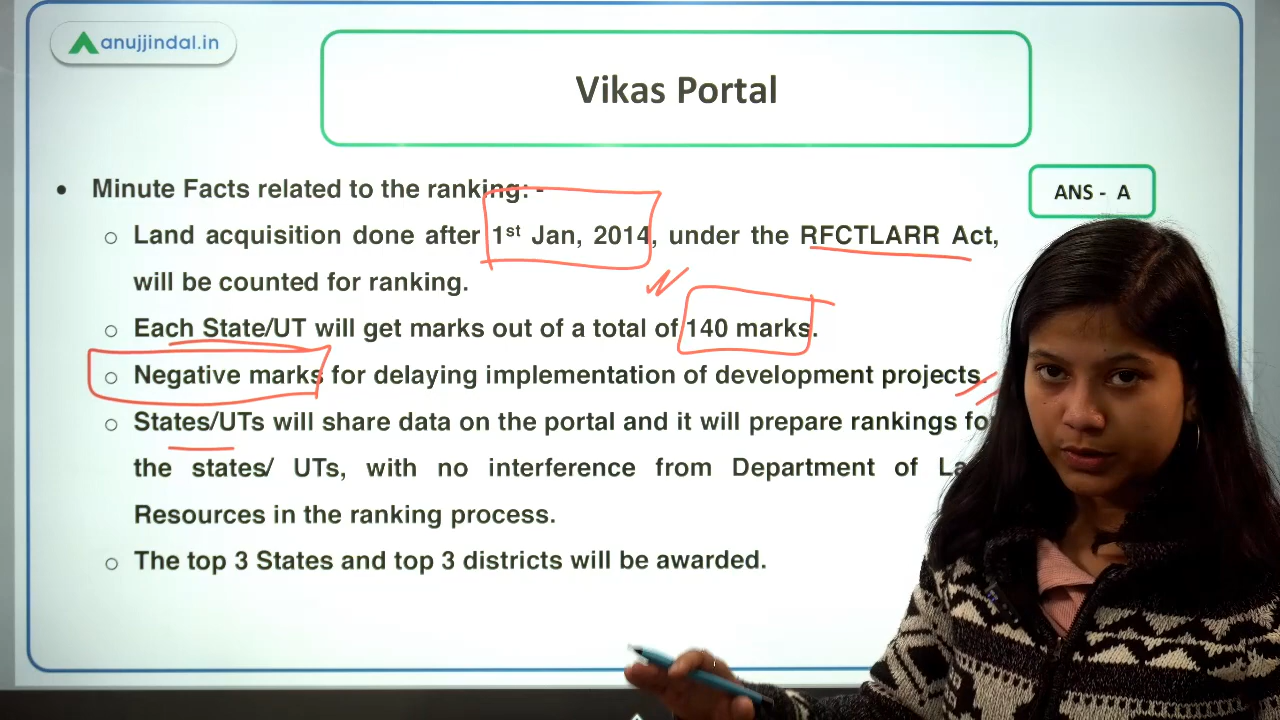 anujjindal.in
Vikas Portal
• Minute Facts related to the ranking: -
ANS - A
o Land acquisition done after 1st Jan, 2014, under the RFCTLARR Act,
will be counted for ranking.
o Each State/UT will get marks out of a total of 140 marks.
o Negative marks for delaying implementation of development projects.
o States/UTs will share data on the portal and it will prepare rankings
the states/ UTs, with no interference from Department of
Resources in the ranking process.
o The top 3 States and top 3 districts will be awarded.